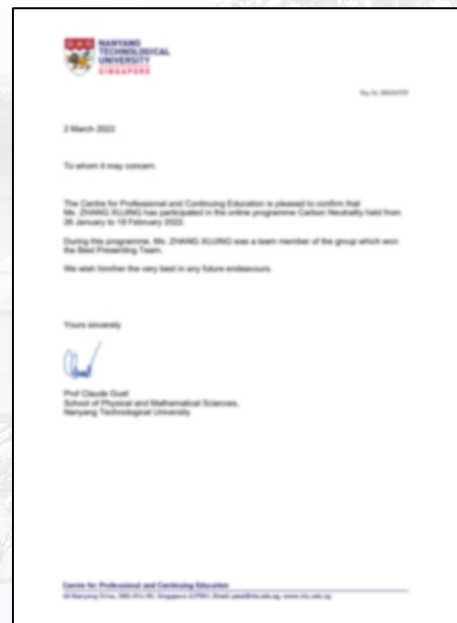 NANYANG
TECHNOLOGICAL
UNIVERSITY
SINGAPORE
2 March 2022
To whom it may concern
The Centre for Professional and Continuing Education is pleased to confirm that
Ms. ZHANG XUJING has participated in the online programme Carbon Neutrality held from
26 January to 18 February 2022.
During this programme, Ms. ZHANG XUJING was a team member of the group which won
the Best Presenting Team.
We wish him/her the very best in any future endeavours.
Yours sincerely
Prof Claude Guet
School of Physical and Mathematical Sciences,
Nanyang Technological University
Centre for Professional and Continuing Education